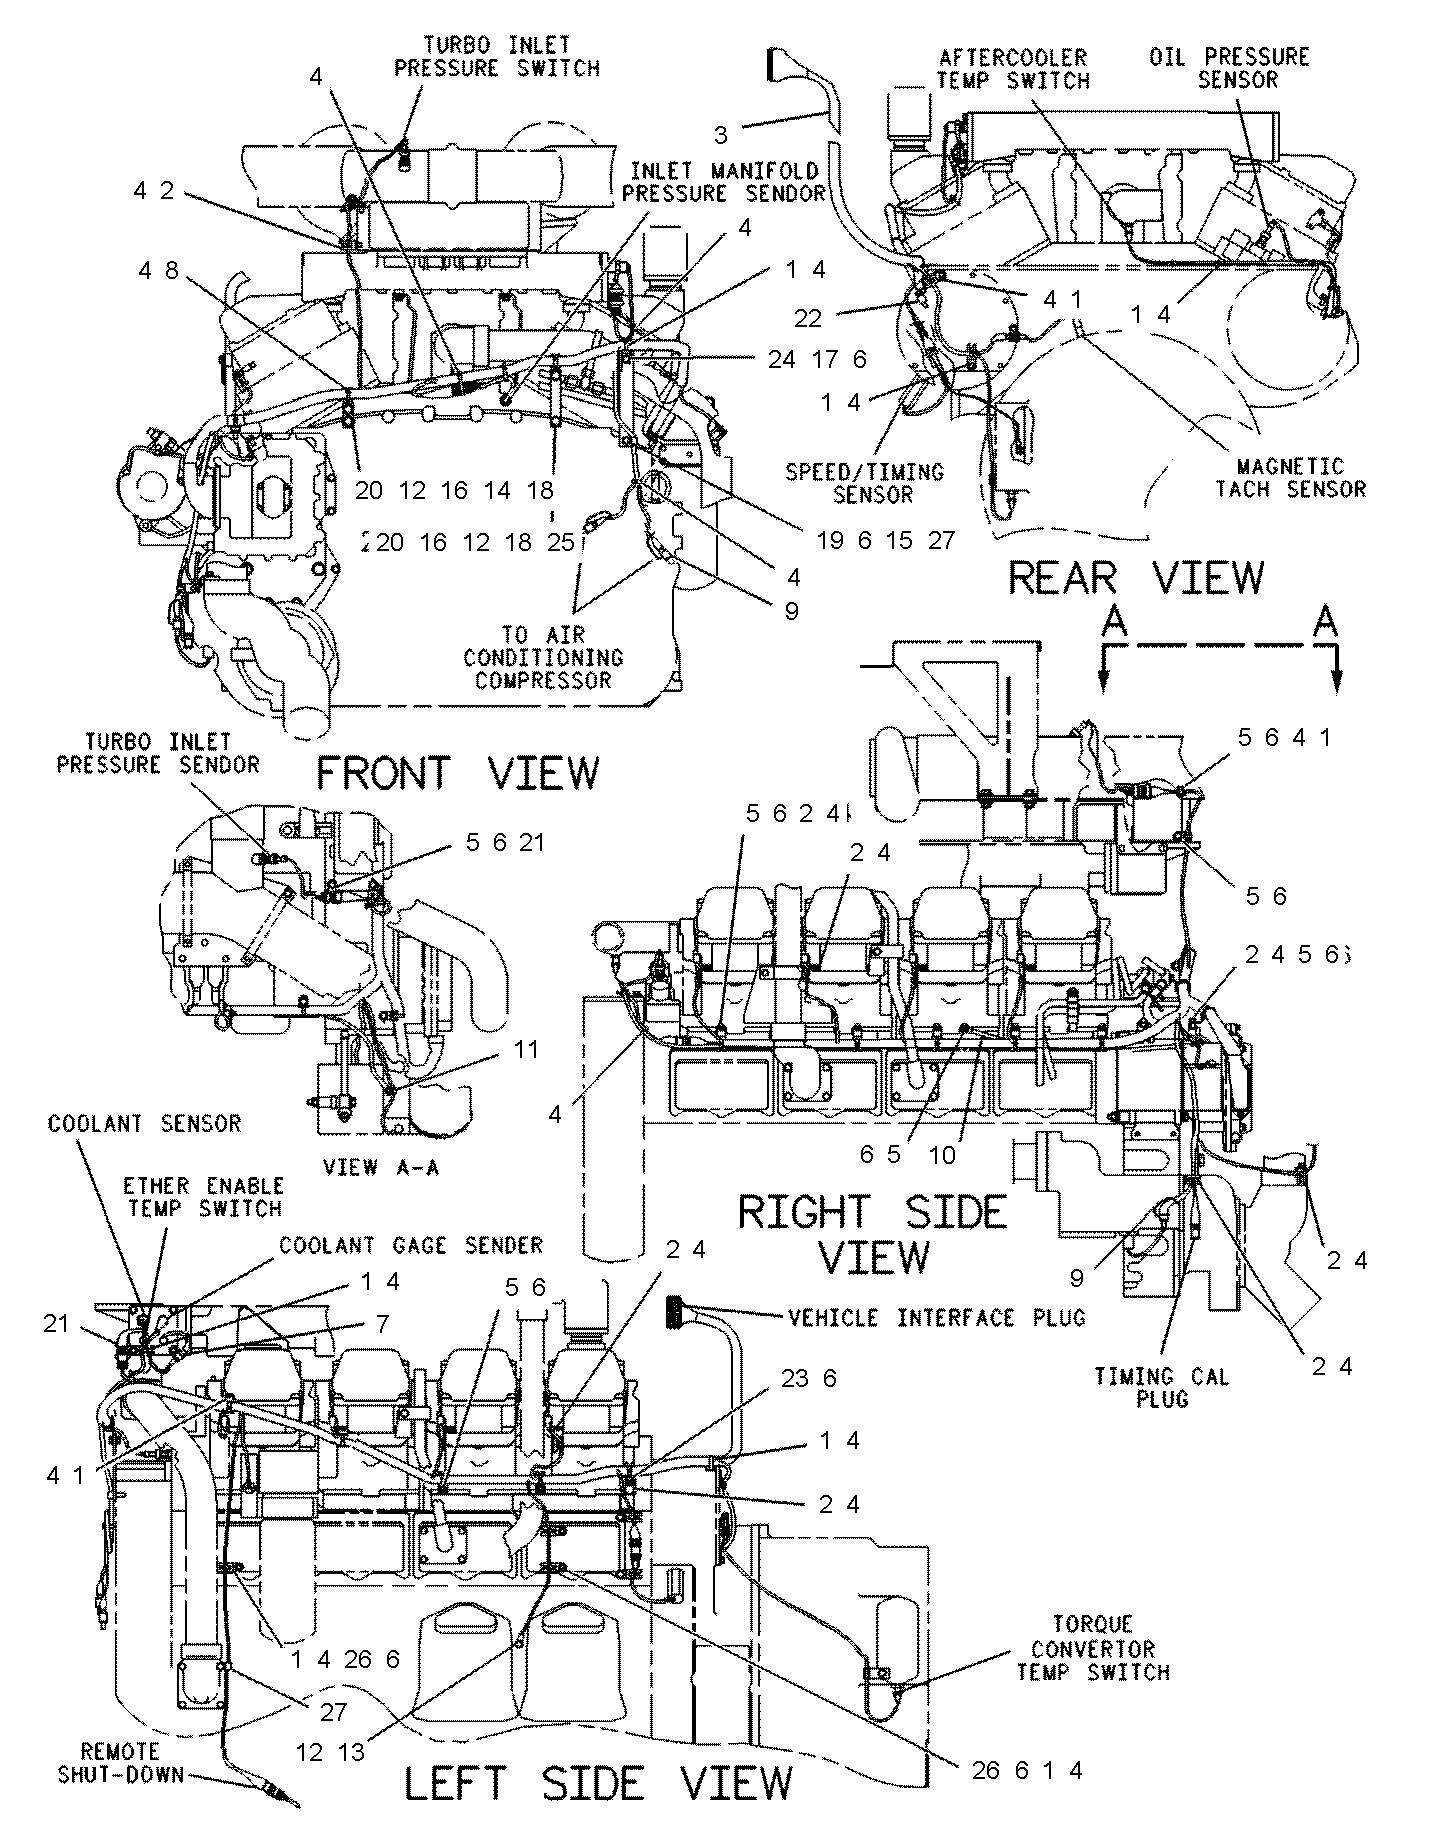 TURBO INLET
PRESSURE SWITCH
4
3
AFTERCOOLER
TEMP SWITCH
OIL PRESSURE
SENSOR
4 2
INLET MANIFOLD
PRESSURE SENDOR
4
4 8
1 4
22
4 1
1 4
24 17 6
1 4
SPEED/TIMING
SENSOR
MAGNETIC
TACH SENSOR
20 12 16 14 18
20 16 12 18 25
19 6 15 27
4
9
TO AIR
CONDITIONING
COMPRESSOR
REAR VIEW
A A
FRONT VIEW
TURBO INLET
PRESSURE SENDOR
5 6 21
11
VIEW A-A
5 6 4 1
5 6 2 4
2 4
5 6
2 4 5 6
4
6 5 10
RIGHT SIDE
VIEW
9
2 4
2 4
TIMING CAL
PLUG
COOLANT SENSOR
ETHER ENABLE
TEMP SWITCH
COOLANT GAGE SENDER
1 4
21
7
5 6
2 4
VEHICLE INTERFACE PLUG
23 6
1 4
4 1
2 4
1 4 26 6
27
12 13
TORQUE
CONVERTOR
TEMP SWITCH
26 6 1 4
REMOTE
SHUT-DOWN
LEFT SIDE VIEW